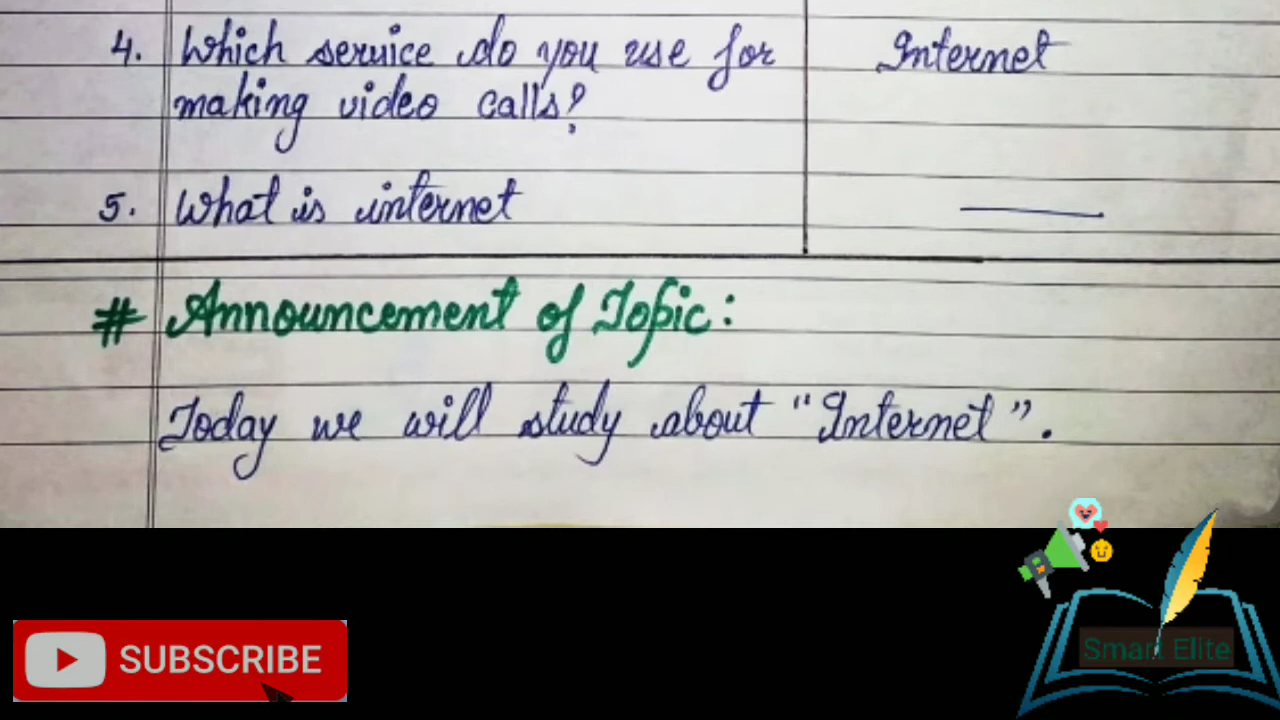 4. Which service do you use for Internet
making video calls?
5. What is internet ———
# Announcement of Topic:
Today we will study about "Internet".
SUBSCRIBE
Smart Elite